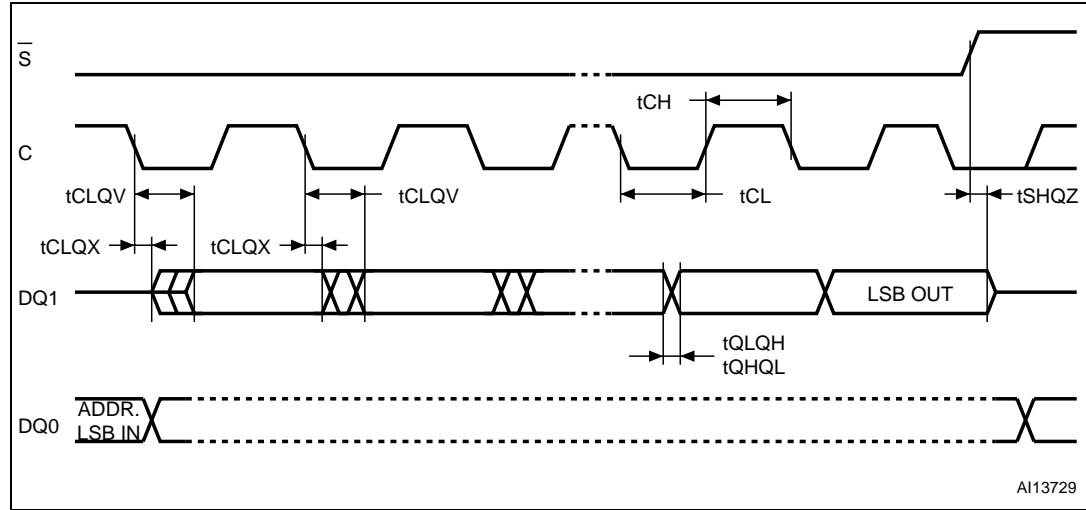 S̅
tCH
C
tCLQV
tCLQV
tCL
tSHQZ
tCLQX
tCLQX
DQ1
LSB OUT
tQLQH
tQHQL
DQ0
ADDR.
LSB IN
AI13729